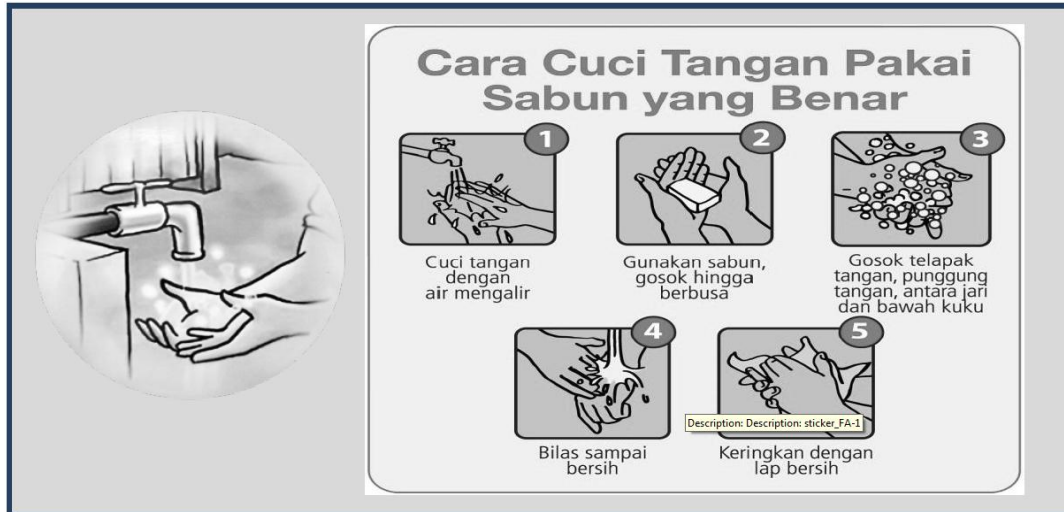 Cara Cuci Tangan Pakai
Sabun yang Benar
1
Cuci tangan
dengan
air mengalir
2
Gunakan sabun,
gosok hingga
berbusa
3
Gosok telapak
tangan, punggung
tangan, antara jari
dan bawah kuku
4
Bilas sampai
bersih
5
Description: Description: sticker_FA-1
Keringkan dengan
lap bersih